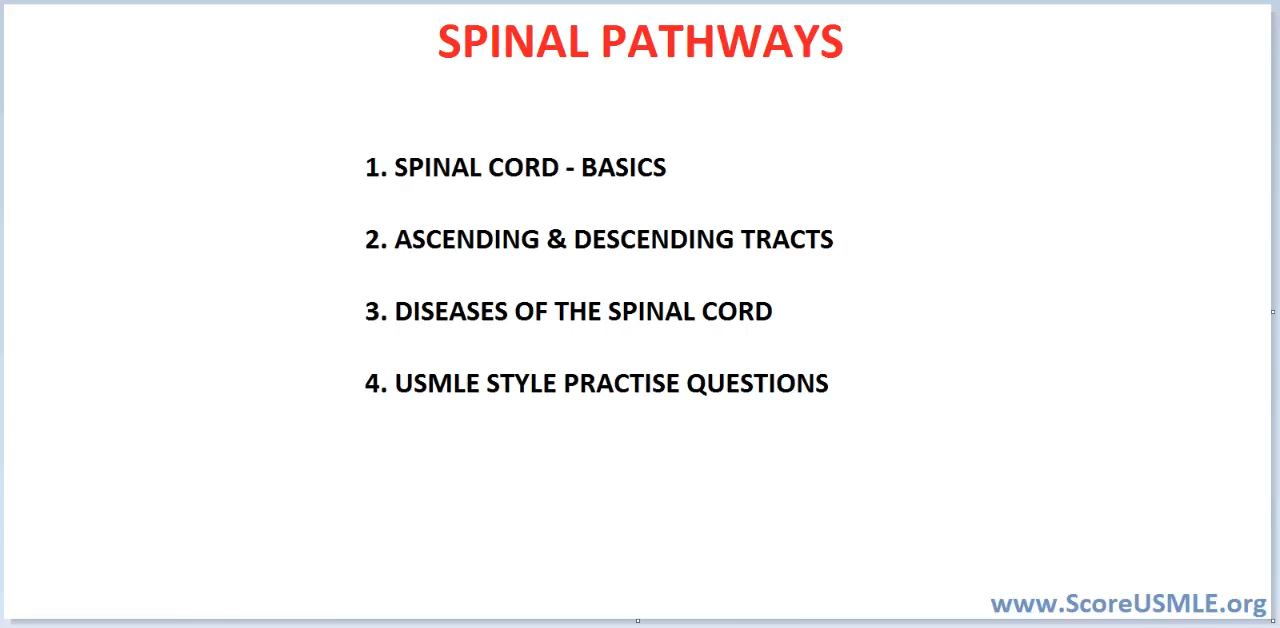 SPINAL PATHWAYS
1. SPINAL CORD - BASICS
2. ASCENDING & DESCENDING TRACTS
3. DISEASES OF THE SPINAL CORD
4. USMLE STYLE PRACTISE QUESTIONS
www.ScoreUSMLE.org